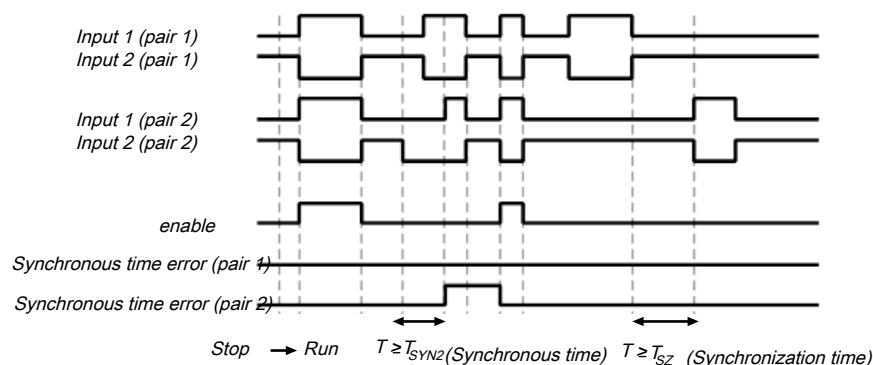 Input 1 (pair 1)
Input 2 (pair 1)
Input 1 (pair 2)
Input 2 (pair 2)
enable
Synchronous time error (pair 1)
Synchronous time error (pair 2)
Stop → Run T ≥ TSYN2 (Synchronous time) T ≥ TSZ (Synchronization time)